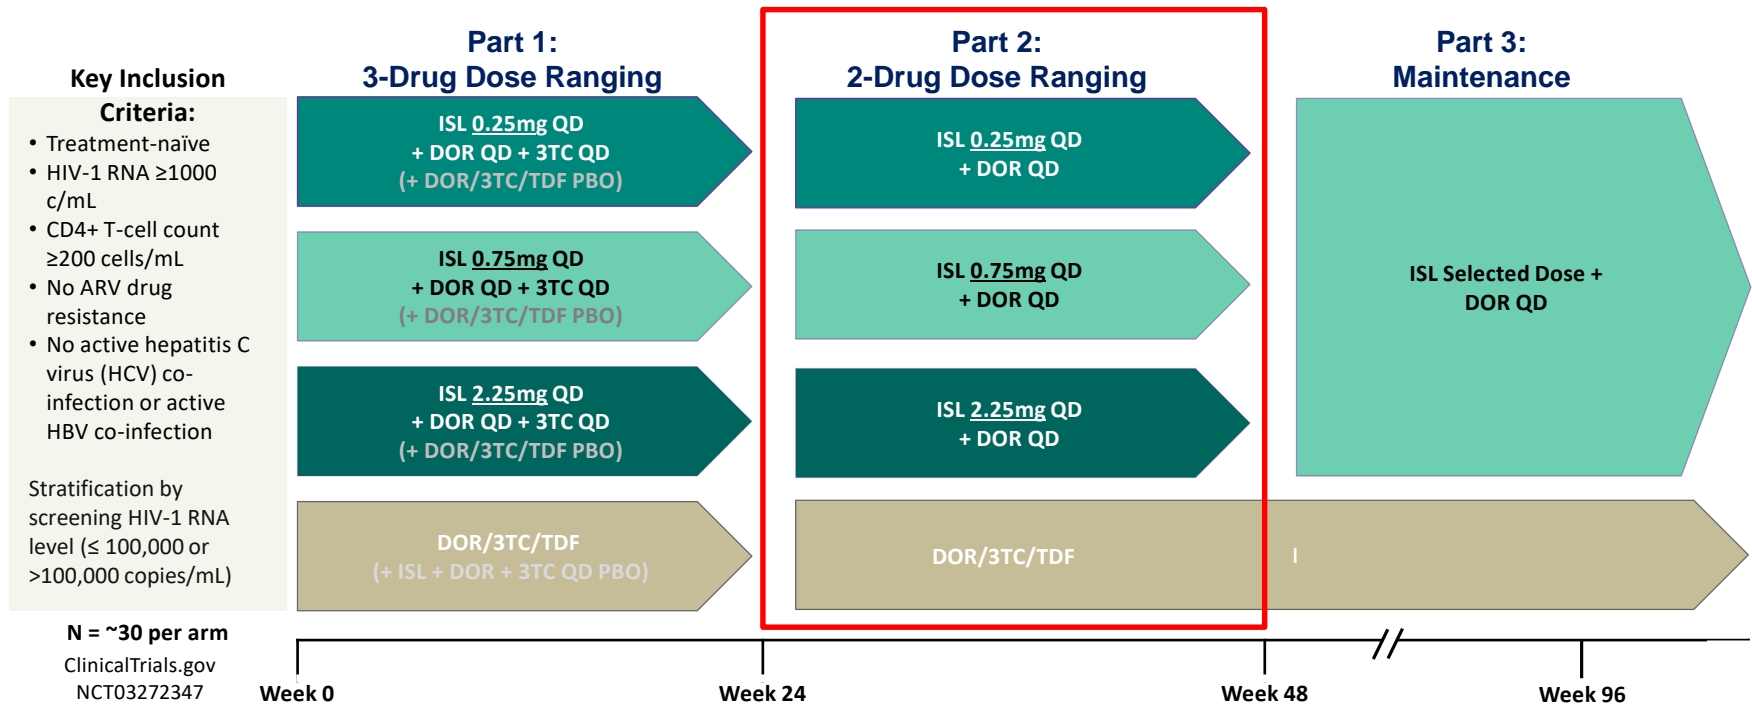 Key Inclusion
Criteria:
• Treatment-naïve
• HIV-1 RNA ≥1000
c/mL
• CD4+ T-cell count
≥200 cells/mL
• No ARV drug
resistance
• No active hepatitis C
virus (HCV) co-
infection or active
HBV co-infection
Stratification by
screening HIV-1 RNA
level (≤ 100,000 or
>100,000 copies/mL)
N = ~30 per arm
ClinicalTrials.gov
NCT03272347
Part 1:
3-Drug Dose Ranging
ISL 0.25mg QD
+ DOR QD + 3TC QD
(+ DOR/3TC/TDF PBO)
ISL 0.75mg QD
+ DOR QD + 3TC QD
(+ DOR/3TC/TDF PBO)
ISL 2.25mg QD
+ DOR QD + 3TC QD
(+ DOR/3TC/TDF PBO)
DOR/3TC/TDF
(+ ISL + DOR + 3TC QD PBO)
Part 2:
2-Drug Dose Ranging
ISL 0.25mg QD
+ DOR QD
ISL 0.75mg QD
+ DOR QD
ISL 2.25mg QD
+ DOR QD
DOR/3TC/TDF
Part 3:
Maintenance
ISL Selected Dose +
DOR QD
l
Week 0
Week 24
Week 48
Week 96